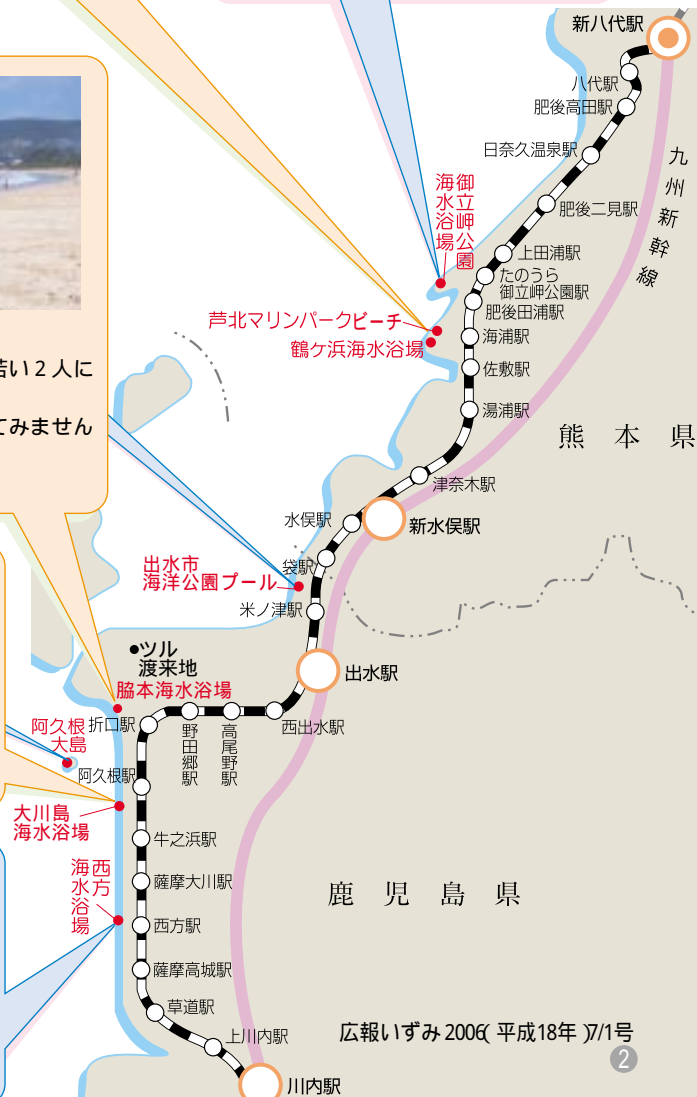 新八代駅
八代駅
肥後高田駅
日奈久温泉駅
九州新幹線
肥後二見駅
御立岬公園
海水浴場
上田浦駅
たのうら
御立岬公園駅
肥後田浦駅
芦北マリンパークビーチ
海浦駅
鶴ケ浜海水浴場
佐敷駅
若い2人に
湯浦駅
てみません
熊本県
津奈木駅
水俣駅
新水俣駅
出水市
海洋公園プール
袋駅
米ノ津駅
●ツル
渡来地
出水駅
脇本海水浴場
阿久根
大島
折口駅
野田郷駅
高尾野駅
西出水駅
阿久根駅
大川島
海水浴場
牛之浜駅
西方
海水浴場
薩摩大川駅
鹿児島県
西方駅
薩摩高城駅
草道駅
上川内駅
広報いずみ 2006( 平成18年 )7/1号
2
川内駅